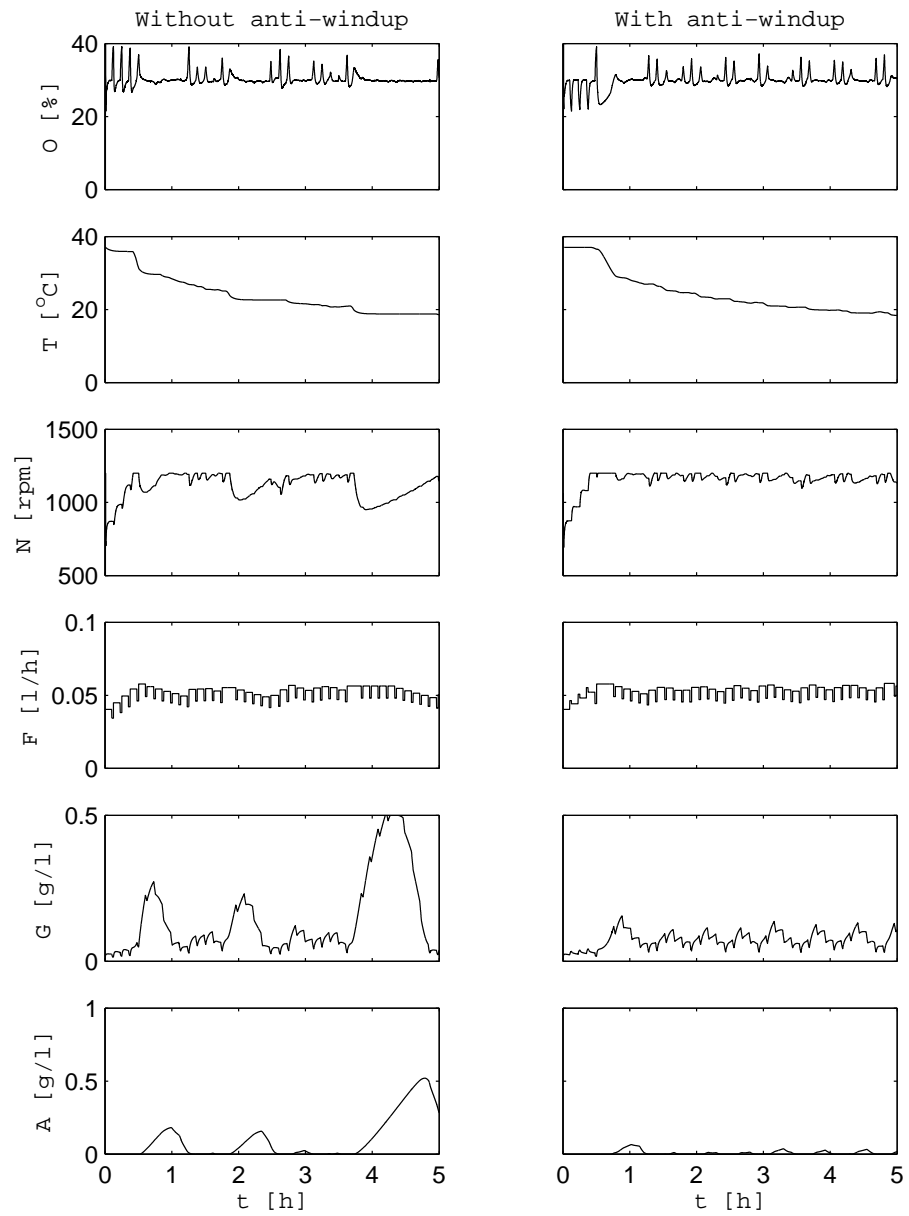 Without anti-windup
With anti-windup
40
20
0
O [%]
40
20
0
T [°C]
1500
1000
500
N [rpm]
0.1
0.05
0
F [l/h]
0.5
0
G [g/l]
1
0.5
0
A [g/l]
0 1 2 3 4 5
0 1 2 3 4 5
t [h]
t [h]